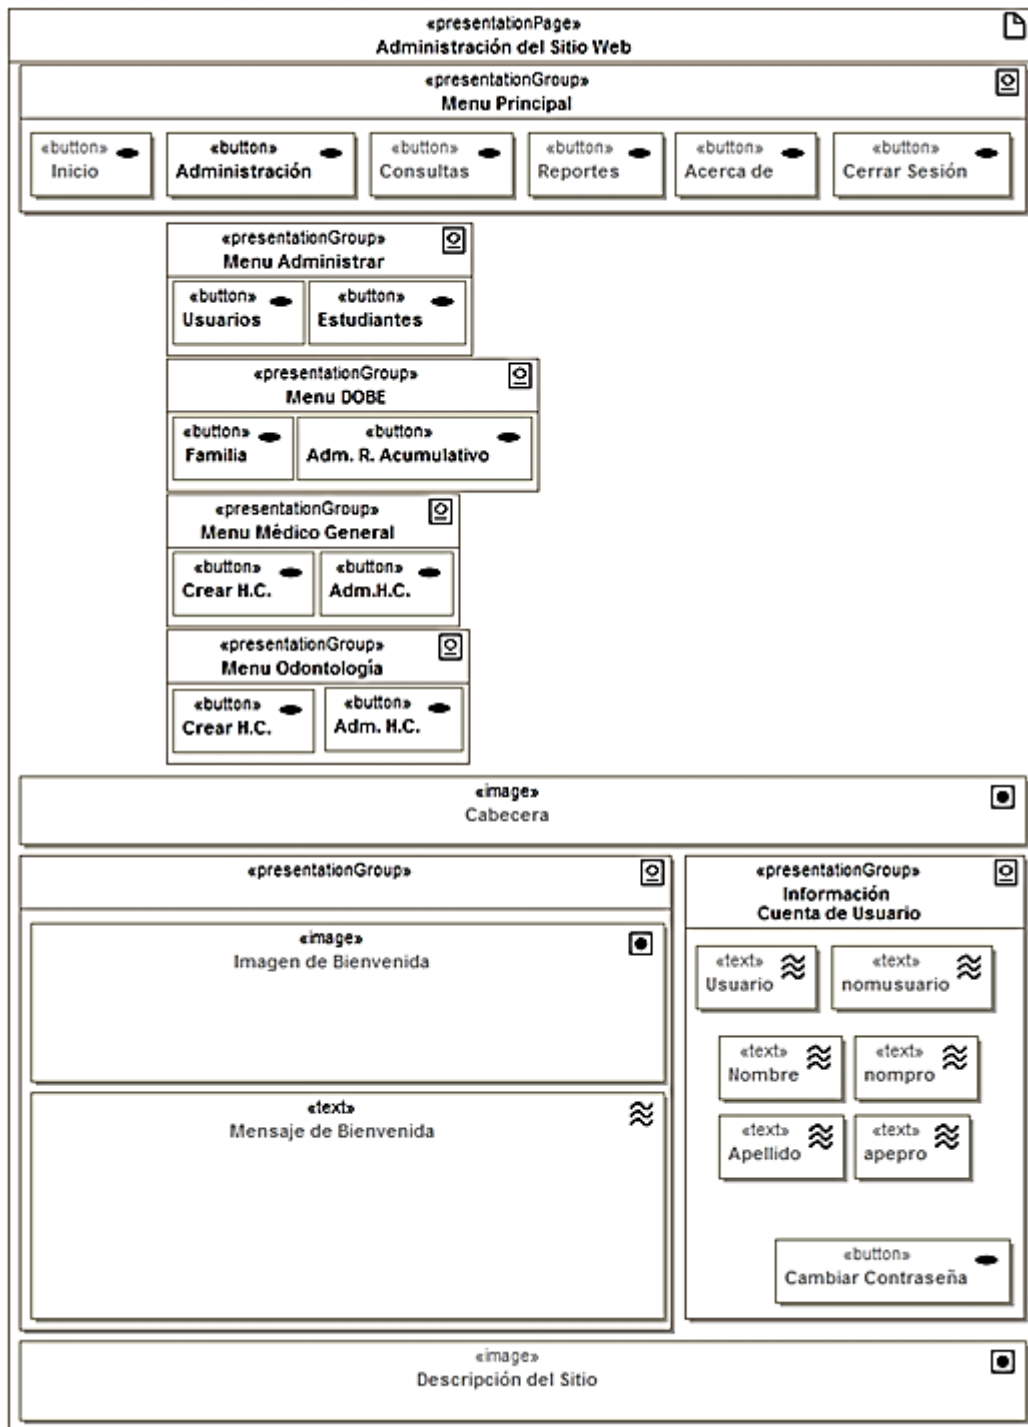 «presentationPage»
Administración del Sitio Web
«presentationGroup»
Menu Principal
«button»
Inicio
«button»
Administración
«button»
Consultas
«button»
Reportes
«button»
Acerca de
«button»
Cerrar Sesión
«presentationGroup»
Menu Administrar
«button»
Usuarios
«button»
Estudiantes
«presentationGroup»
Menu DOBE
«button»
Familia
«button»
Adm. R. Acumulativo
«presentationGroup»
Menu Médico General
«button»
Crear H.C.
«button»
Adm.H.C.
«presentationGroup»
Menu Odontología
«button»
Crear H.C.
«button»
Adm. H.C.
«image»
Cabecera
«presentationGroup»
«image»
Imagen de Bienvenida
«text»
Mensaje de Bienvenida
«presentationGroup»
Información
Cuenta de Usuario
«text»
Usuario
«text»
nomusuario
«text»
Nombre
«text»
nompro
«text»
Apellido
«text»
apepro
«button»
Cambiar Contraseña
«image»
Descripción del Sitio